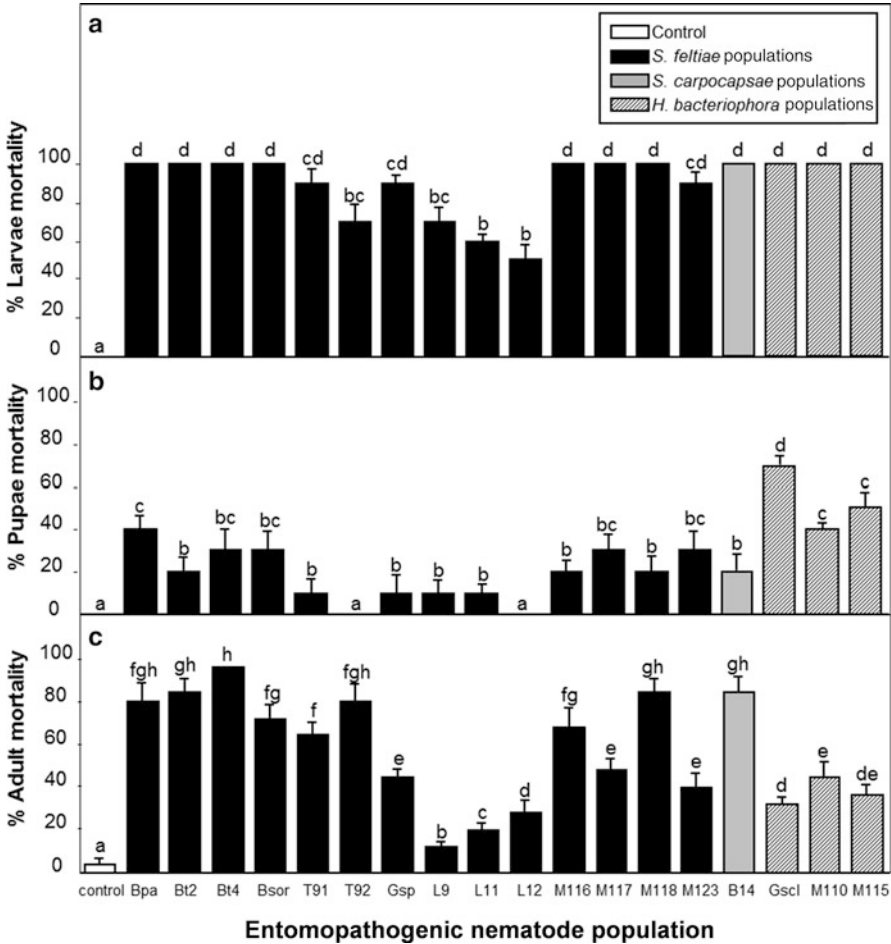 a
Control
S. feltiae populations
S. carpocapsae populations
H. bacteriophora populations
% Larvae mortality
100
80
60
40
20
0
a d d d d cd bc cd bc b b d d d cd d d d d
b
% Pupae mortality
100
80
60
40
20
0
a c b bc bc b a b b b a b bc b bc b d c c
c
% Adult mortality
100
80
60
40
20
0
a fgh gh h fg f fgh e b c d fg e gh e gh d e de
control Bpa Bt2 Bt4 Bsor T91 T92 Gsp L9 L11 L12 M116 M117 M118 M123 B14 Gscl M110 M115
Entomopathogenic nematode population